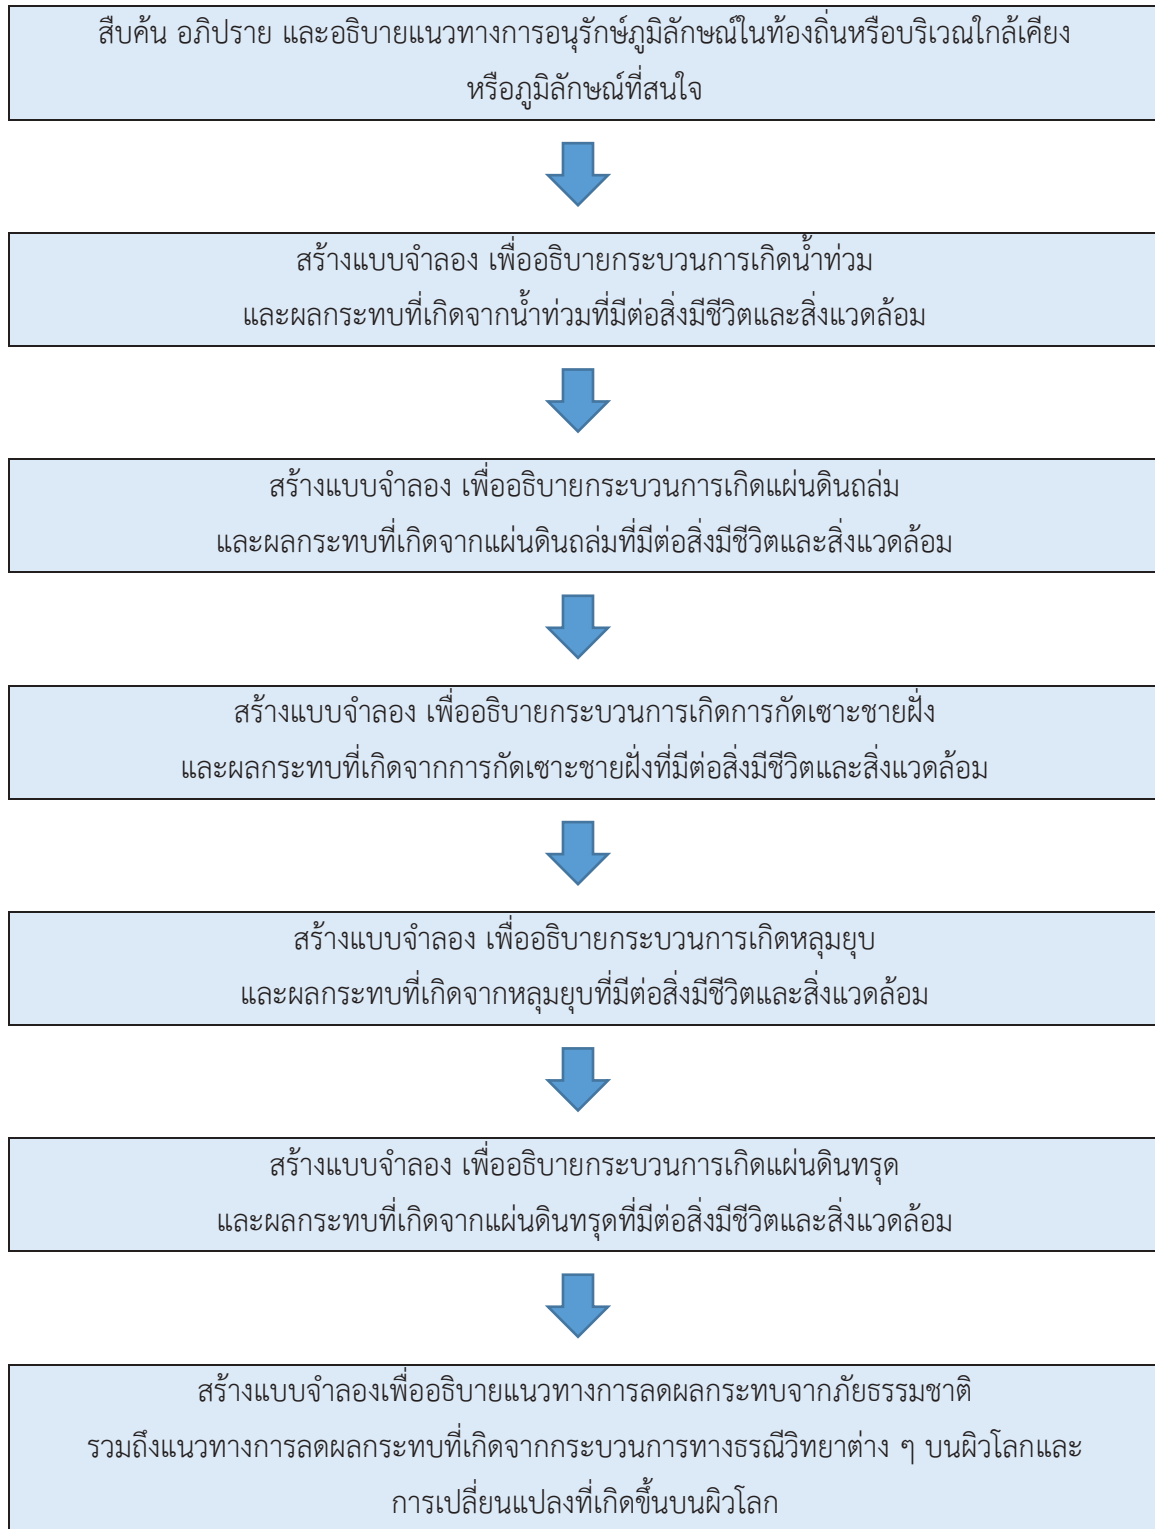 สืบค้น อภิปราย และอธิบายแนวทางการอนุรักษ์ภูมิลักษณ์ในท้องถิ่นหรือบริเวณใกล้เคียง
หรือภูมิลักษณ์ที่สนใจ
สร้างแบบจำลอง เพื่ออธิบายกระบวนการเกิดน้ำท่วม
และผลกระทบที่เกิดจากน้ำท่วมที่มีต่อสิ่งมีชีวิตและสิ่งแวดล้อม
สร้างแบบจำลอง เพื่ออธิบายกระบวนการเกิดแผ่นดินถล่ม
และผลกระทบที่เกิดจากแผ่นดินถล่มที่มีต่อสิ่งมีชีวิตและสิ่งแวดล้อม
สร้างแบบจำลอง เพื่ออธิบายกระบวนการเกิดการกัดเซาะชายฝั่ง
และผลกระทบที่เกิดจากการกัดเซาะชายฝั่งที่มีต่อสิ่งมีชีวิตและสิ่งแวดล้อม
สร้างแบบจำลอง เพื่ออธิบายกระบวนการเกิดหลุมยุบ
และผลกระทบที่เกิดจากหลุมยุบที่มีต่อสิ่งมีชีวิตและสิ่งแวดล้อม
สร้างแบบจำลอง เพื่ออธิบายกระบวนการเกิดแผ่นดินทรุด
และผลกระทบที่เกิดจากแผ่นดินทรุดที่มีต่อสิ่งมีชีวิตและสิ่งแวดล้อม
สร้างแบบจำลองเพื่ออธิบายแนวทางการลดผลกระทบจากภัยธรรมชาติ
รวมถึงแนวทางการลดผลกระทบที่เกิดจากกระบวนการทางธรณีวิทยาต่าง ๆ บนผิวโลกและ
การเปลี่ยนแปลงที่เกิดขึ้นบนผิวโลก